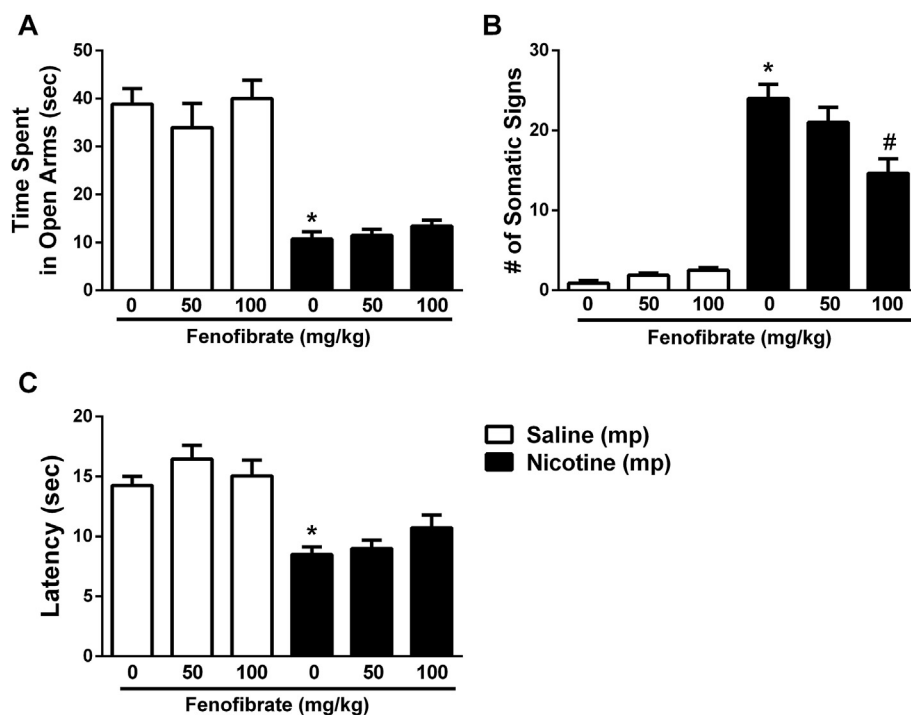 A
Time Spent
in Open Arms (sec)
50
40
30
20
10
0
*
0 50 100 0 50 100
Fenofibrate (mg/kg)
B
# of Somatic Signs
30
20
10
0
*
#
0 50 100 0 50 100
Fenofibrate (mg/kg)
C
Latency (sec)
20
15
10
5
0
*
0 50 100 0 50 100
Fenofibrate (mg/kg)
Saline (mp)
Nicotine (mp)